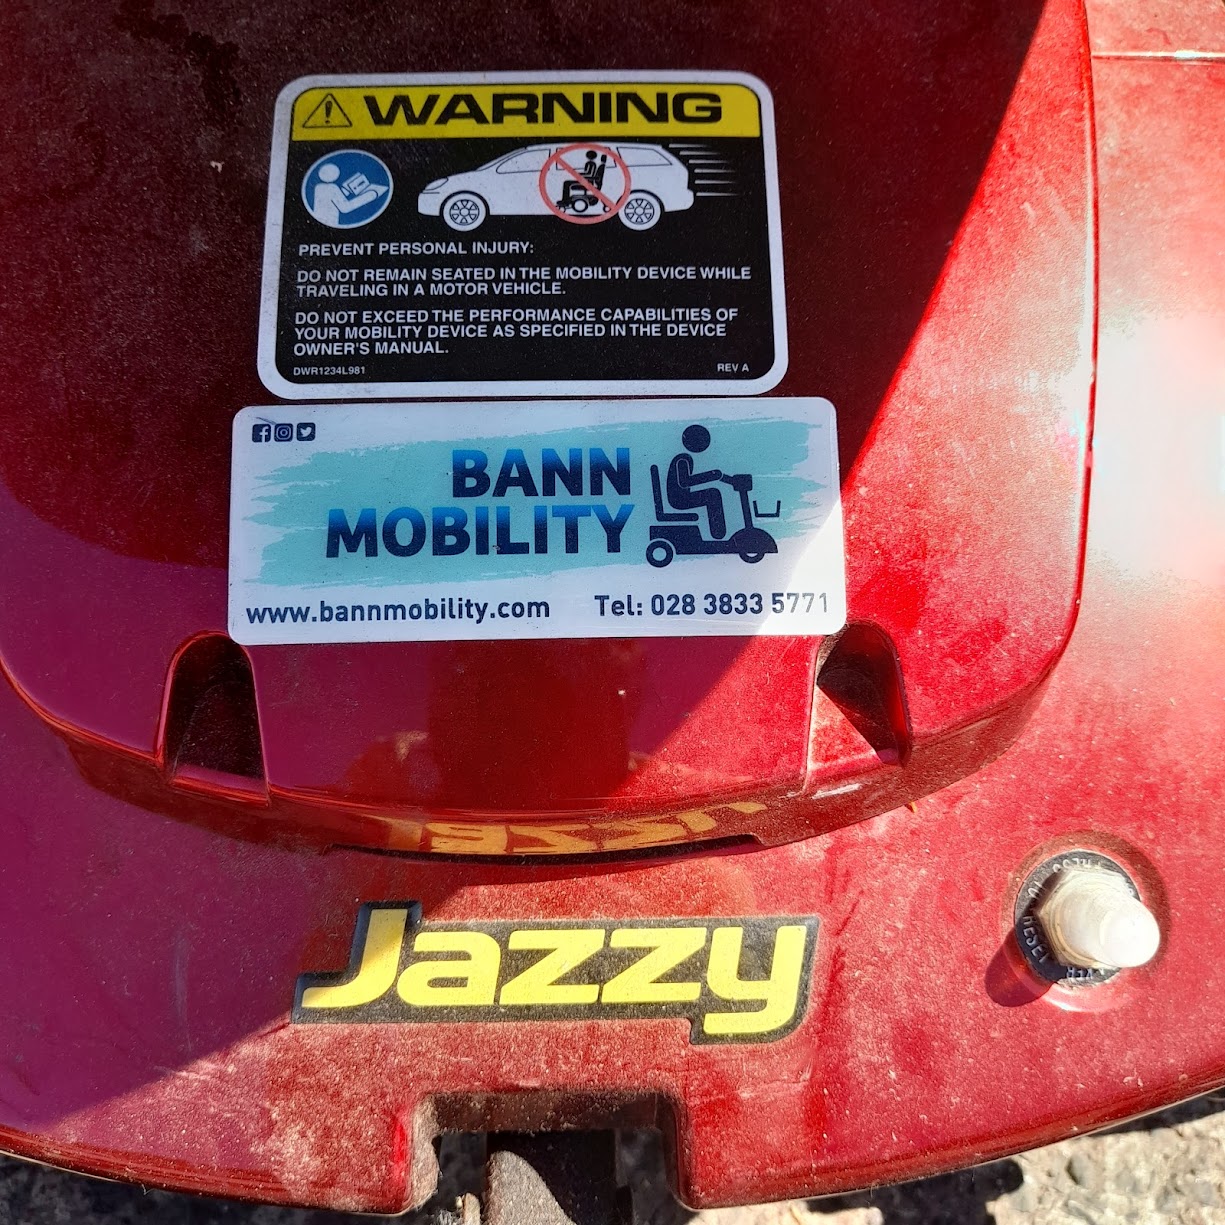 WARNING
PREVENT PERSONAL INJURY:
DO NOT REMAIN SEATED IN THE MOBILITY DEVICE WHILE
TRAVELING IN A MOTOR VEHICLE.
DO NOT EXCEED THE PERFORMANCE CAPABILITIES OF
YOUR MOBILITY DEVICE AS SPECIFIED IN THE DEVICE
OWNER'S MANUAL.
DWR1234L981 REV A
BANN
MOBILITY
www.bannmobility.com Tel: 028 3833 5771
Jazzy
RESET